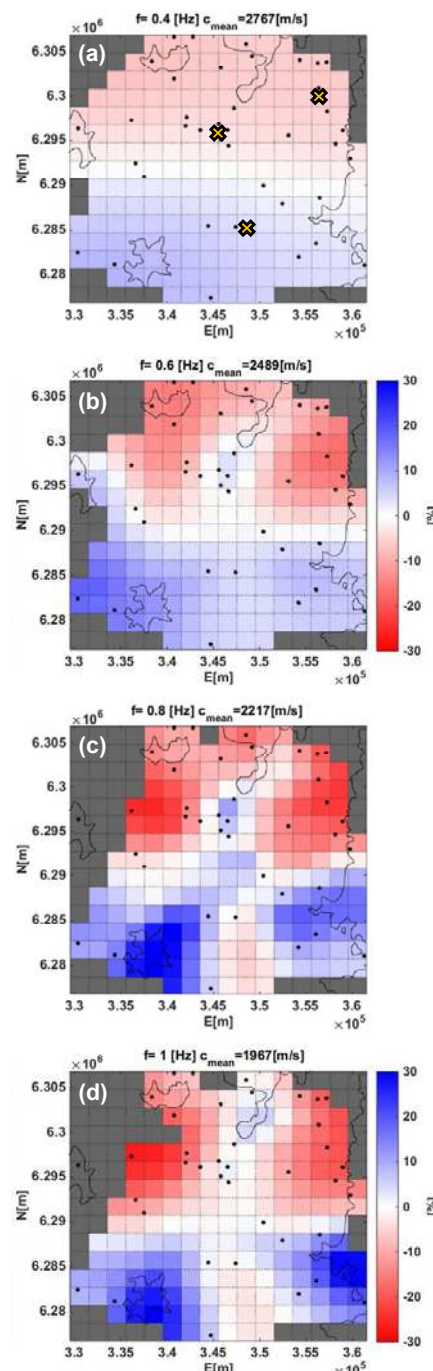 f= 0.4 [Hz] c_mean=2767[m/s]
× 10^6
(a)
6.305
6.3
6.295
6.29
6.285
6.28
N[m]
3.3 3.35 3.4 3.45 3.5 3.55 3.6
E[m]
× 10^5
f= 0.6 [Hz] c_mean=2489[m/s]
× 10^6
(b)
6.305
6.3
6.295
6.29
6.285
6.28
N[m]
30
20
10
0
-10
-20
-30
[%]
3.3 3.35 3.4 3.45 3.5 3.55 3.6
E[m]
× 10^5
f= 0.8 [Hz] c_mean=2217[m/s]
× 10^6
(c)
6.305
6.3
6.295
6.29
6.285
6.28
N[m]
3.3 3.35 3.4 3.45 3.5 3.55 3.6
E[m]
× 10^5
f= 1 [Hz] c_mean=1967[m/s]
× 10^6
(d)
6.305
6.3
6.295
6.29
6.285
6.28
N[m]
30
20
10
0
-10
-20
-30
[%]
3.3 3.35 3.4 3.45 3.5 3.55 3.6
E[m]
× 10^5